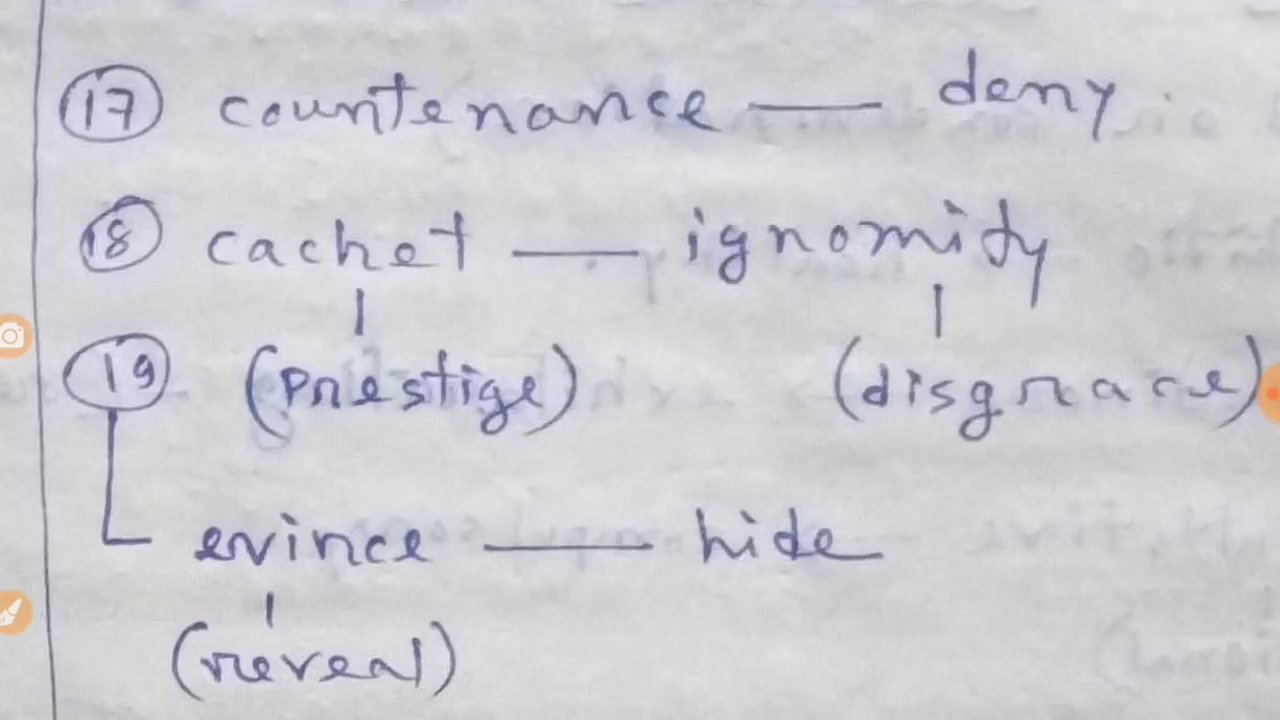 17 countenance — deny
18 cachet — ignomity
19 (prestige) (disgrace)
evince — hide
(reveal)